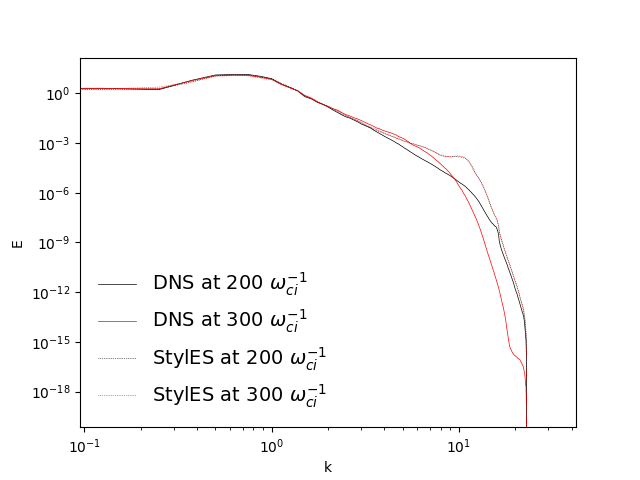 E
10^0
10^-3
10^-6
10^-9
10^-12
10^-15
10^-18
DNS at 200 ω_ci^-1
DNS at 300 ω_ci^-1
StylES at 200 ω_ci^-1
StylES at 300 ω_ci^-1
10^-1
10^0
10^1
k